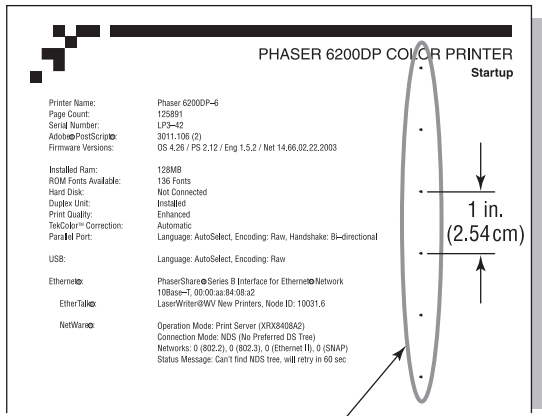 PHASER 6200DP COLOR PRINTER
Startup
Printer Name: Phaser 6200DP–6
Page Count: 125891
Serial Number: LP3–42
Adobe®PostScript®: 3011.106 (2)
Firmware Versions: OS 4,26 / PS 2.12 / Eng 1.5.2 / Net 14.66.02.22.2003
Installed Ram: 128MB
ROM Fonts Available: 136 Fonts
Hard Disk: Not Connected
Duplex Unit: Installed
Print Quality: Enhanced
TekColor™ Correction: Automatic
Parallel Port: Language: AutoSelect, Encoding: Raw, Handshake: Bi–directional
USB: Language: AutoSelect, Encoding: Raw
Ethernet®: PhaserShare® Series B Interface for Ethernet® Network
10Base–T, 00:00:aa:84:08:a2
EtherTalk®: LaserWriter@WV New Printers, Node ID: 10031.6
NetWare®: Operation Mode: Print Server (XRX8408A2)
Connection Mode: NDS (No Preferred DS Tree)
Networks: 0 (802.2), 0 (802.3), 0 (Ethernet II), 0 (SNAP)
Status Message: Can't find NDS tree, will retry in 60 sec
1 in.
(2.54 cm)